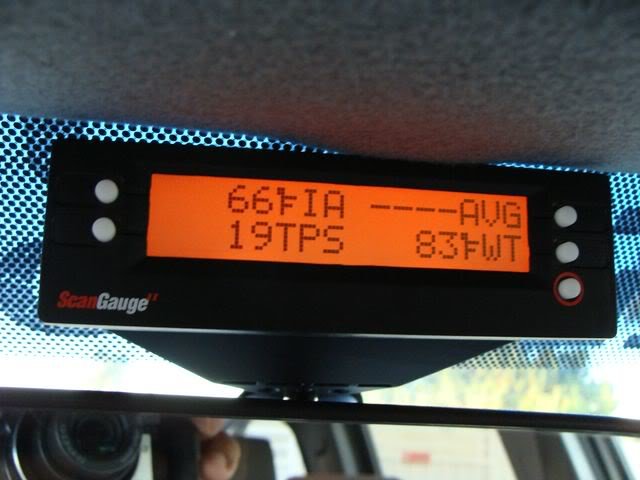 66°FIA ----AVG
19TPS 83°FWT
ScanGauge II